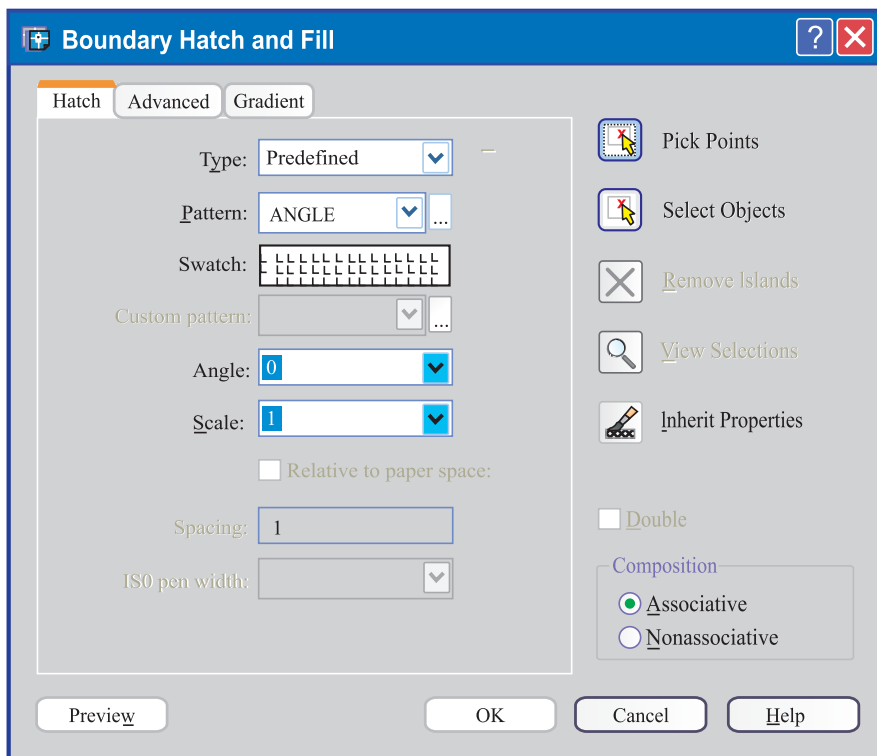 Boundary Hatch and Fill ?
Hatch Advanced Gradient
Type: Predefined
Pattern: ANGLE ...
Swatch:
Custom pattern: ...
Angle: 0
Scale: 1
Relative to paper space:
Spacing: 1
IS0 pen width:
Pick Points
Select Objects
Remove Islands
View Selections
Inherit Properties
Double
Composition
Associative
Nonassociative
Preview OK Cancel Help